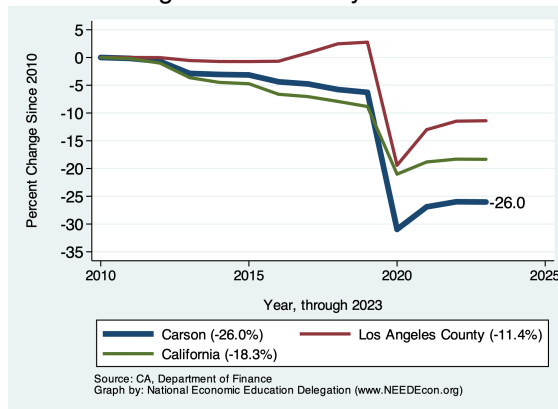 5
0
-5
-10
-15
-20
-25
-30
-35
Percent Change Since 2010
-26.0
2010
2015
2020
2025
Year, through 2023
Carson (-26.0%)
Los Angeles County (-11.4%)
California (-18.3%)
Source: CA, Department of Finance
Graph by: National Economic Education Delegation (www.NEEDEcon.org)